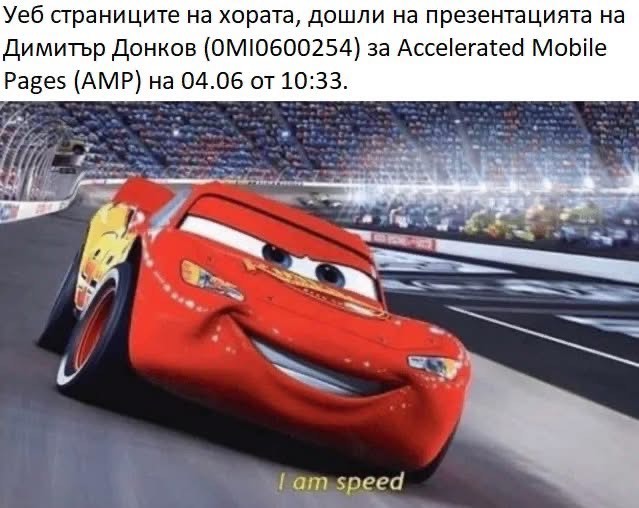 Уеб страниците на хората, дошли на презентацията на
Димитър Донков (0MI0600254) за Accelerated Mobile
Pages (AMP) на 04.06 от 10:33.
I am speed